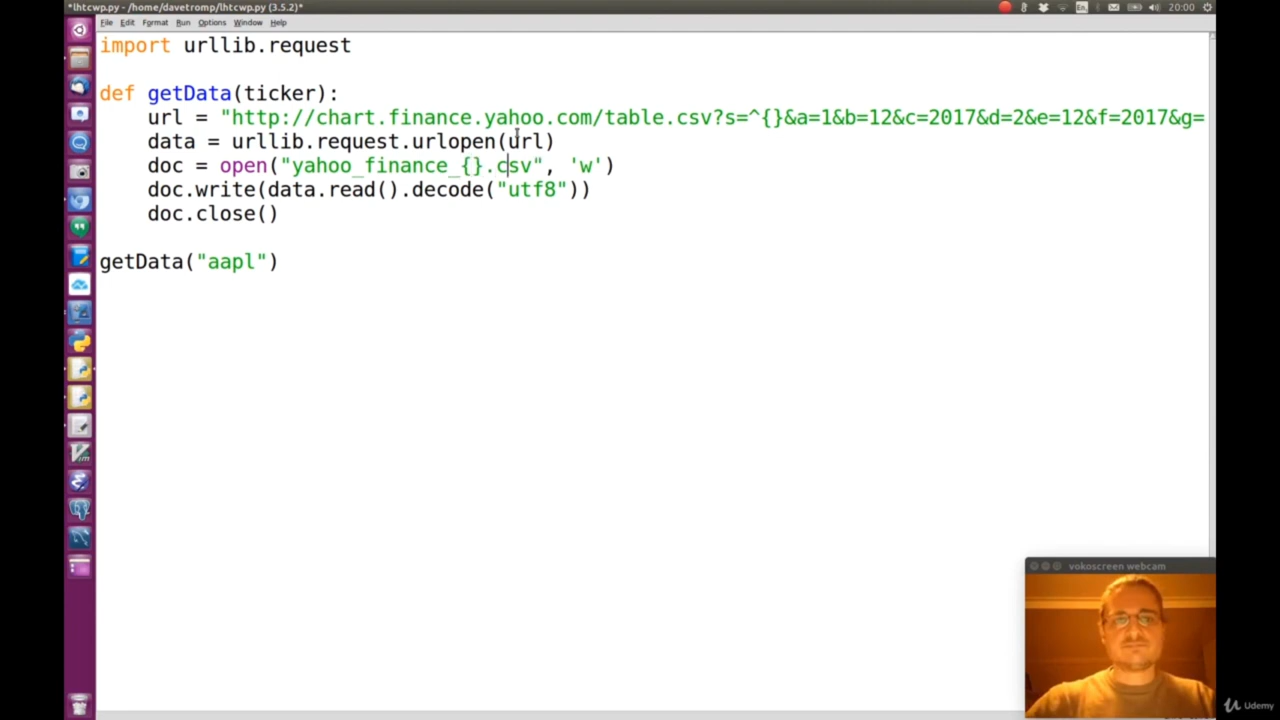 *lhtcwp.py - /home/davetromp/lhtcwp.py (3.5.2)*
En
20:00
File Edit Format Run Options Window Help
import urllib.request
def getData(ticker):
url = "http://chart.finance.yahoo.com/table.csv?s=^{}&a=1&b=12&c=2017&d=2&e=12&f=2017&g=
data = urllib.request.urlopen(url)
doc = open("yahoo_finance_{}.csv", 'w')
doc.write(data.read().decode("utf8"))
doc.close()
getData("aapl")
vokoscreen webcam
Udemy